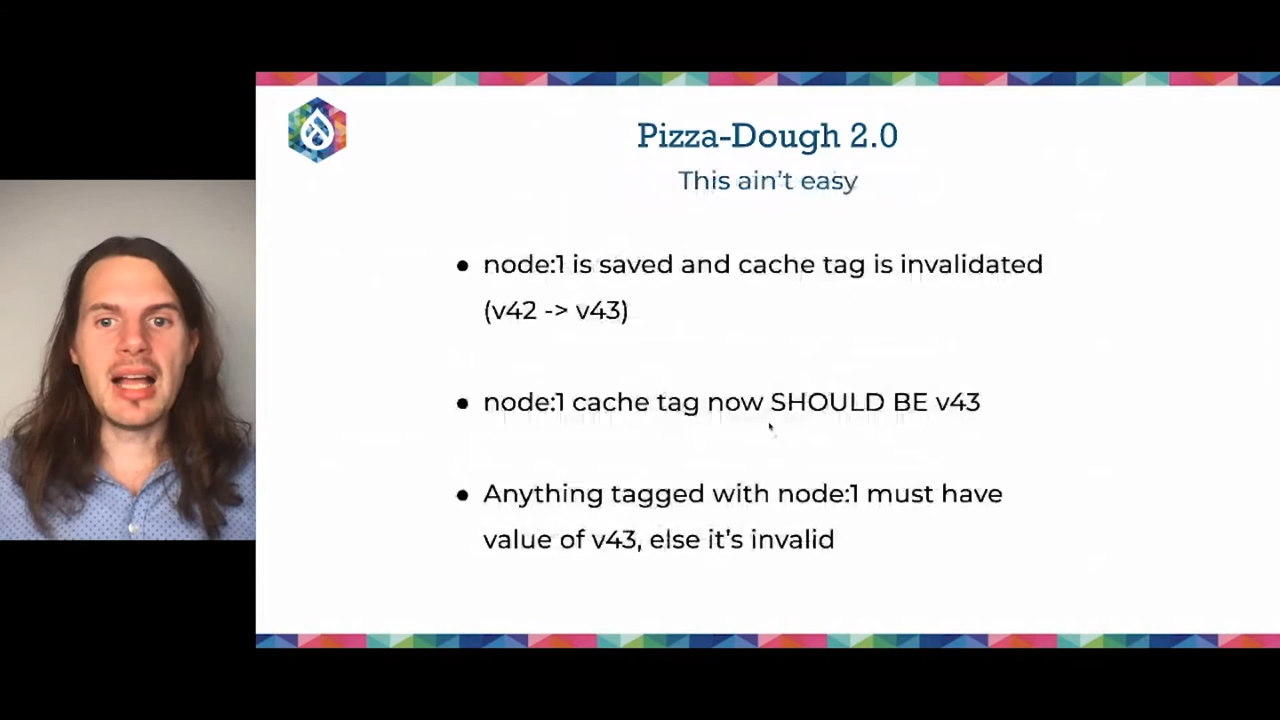 Pizza-Dough 2.0
This ain't easy
● node:1 is saved and cache tag is invalidated
(v42 -> v43)
● node:1 cache tag now SHOULD BE v43
● Anything tagged with node:1 must have
value of v43, else it's invalid